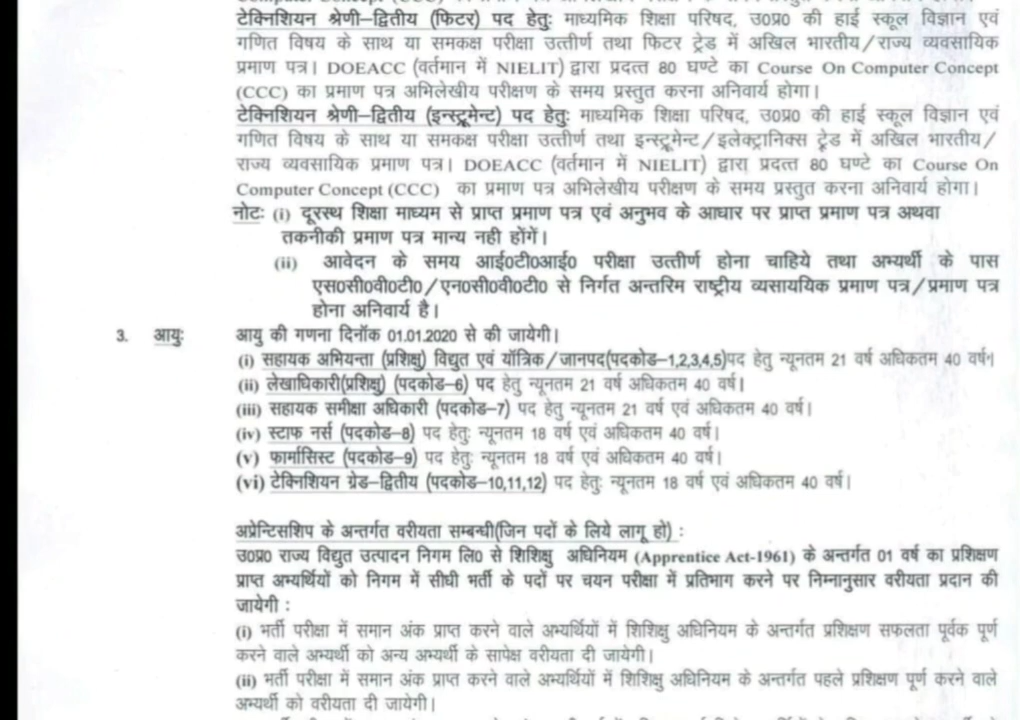 टेक्निशियन श्रेणी–द्वितीय (फिटर) पद हेतुः माध्यमिक शिक्षा परिषद, उ0प्र0 की हाई स्कूल विज्ञान एवं
गणित विषय के साथ या समकक्ष परीक्षा उत्तीर्ण तथा फिटर ट्रेड में अखिल भारतीय/राज्य व्यवसायिक
प्रमाण पत्र। DOEACC (वर्तमान में NIELIT) द्वारा प्रदत्त 80 घण्टे का Course On Computer Concept
(CCC) का प्रमाण पत्र अभिलेखीय परीक्षण के समय प्रस्तुत करना अनिवार्य होगा।
टेक्निशियन श्रेणी–द्वितीय (इन्स्ट्रूमेन्ट) पद हेतुः माध्यमिक शिक्षा परिषद, उ0प्र0 की हाई स्कूल विज्ञान एवं
गणित विषय के साथ या समकक्ष परीक्षा उत्तीर्ण तथा इन्स्ट्रूमेन्ट/इलेक्ट्रानिक्स ट्रेड में अखिल भारतीय/
राज्य व्यवसायिक प्रमाण पत्र। DOEACC (वर्तमान में NIELIT) द्वारा प्रदत्त 80 घण्टे का Course On
Computer Concept (CCC) का प्रमाण पत्र अभिलेखीय परीक्षण के समय प्रस्तुत करना अनिवार्य होगा।
नोटः (i) दूरस्थ शिक्षा माध्यम से प्राप्त प्रमाण पत्र एवं अनुभव के आधार पर प्राप्त प्रमाण पत्र अथवा
तकनीकी प्रमाण पत्र मान्य नही होंगें।
(ii) आवेदन के समय आई0टी0आई0 परीक्षा उत्तीर्ण होना चाहिये तथा अभ्यर्थी के पास
एस0सी0वी0टी0/एन0सी0वी0टी0 से निर्गत अन्तरिम राष्ट्रीय व्यसाययिक प्रमाण पत्र/प्रमाण पत्र
होना अनिवार्य है।
3. आयुः आयु की गणना दिनॉक 01.01.2020 से की जायेगी।
(i) सहायक अभियन्ता (प्रशिक्षु) विद्युत एवं यॉत्रिक/जानपद(पदकोड–1,2,3,4,5)पद हेतु न्यूनतम 21 वर्ष अधिकतम 40 वर्ष।
(ii) लेखाधिकारी(प्रशिक्षु) (पदकोड–6) पद हेतु न्यूनतम 21 वर्ष अधिकतम 40 वर्ष।
(iii) सहायक समीक्षा अधिकारी (पदकोड–7) पद हेतु न्यूनतम 21 वर्ष एवं अधिकतम 40 वर्ष।
(iv) स्टाफ नर्स (पदकोड–8) पद हेतुः न्यूनतम 18 वर्ष एवं अधिकतम 40 वर्ष।
(v) फार्मासिस्ट (पदकोड–9) पद हेतुः न्यूनतम 18 वर्ष एवं अधिकतम 40 वर्ष।
(vi) टेक्निशियन ग्रेड–द्वितीय (पदकोड–10,11,12) पद हेतुः न्यूनतम 18 वर्ष एवं अधिकतम 40 वर्ष।
अप्रेन्टिसशिप के अन्तर्गत वरीयता सम्बन्धी(जिन पदों के लिये लागू हो) :
उ0प्र0 राज्य विद्युत उत्पादन निगम लि0 से शिशिक्षु अधिनियम (Apprentice Act-1961) के अन्तर्गत 01 वर्ष का प्रशिक्षण
प्राप्त अभ्यर्थियों को निगम में सीधी भर्ती के पदों पर चयन परीक्षा में प्रतिभाग करने पर निम्नानुसार वरीयता प्रदान की
जायेगी :
(i) भर्ती परीक्षा में समान अंक प्राप्त करने वाले अभ्यर्थियों में शिशिक्षु अधिनियम के अन्तर्गत प्रशिक्षण सफलता पूर्वक पूर्ण
करने वाले अभ्यर्थी को अन्य अभ्यर्थी के सापेक्ष वरीयता दी जायेगी।
(ii) भर्ती परीक्षा में समान अंक प्राप्त करने वाले अभ्यर्थियों में शिशिक्षु अधिनियम के अन्तर्गत पहले प्रशिक्षण पूर्ण करने वाले
अभ्यर्थी को वरीयता दी जायेगी।